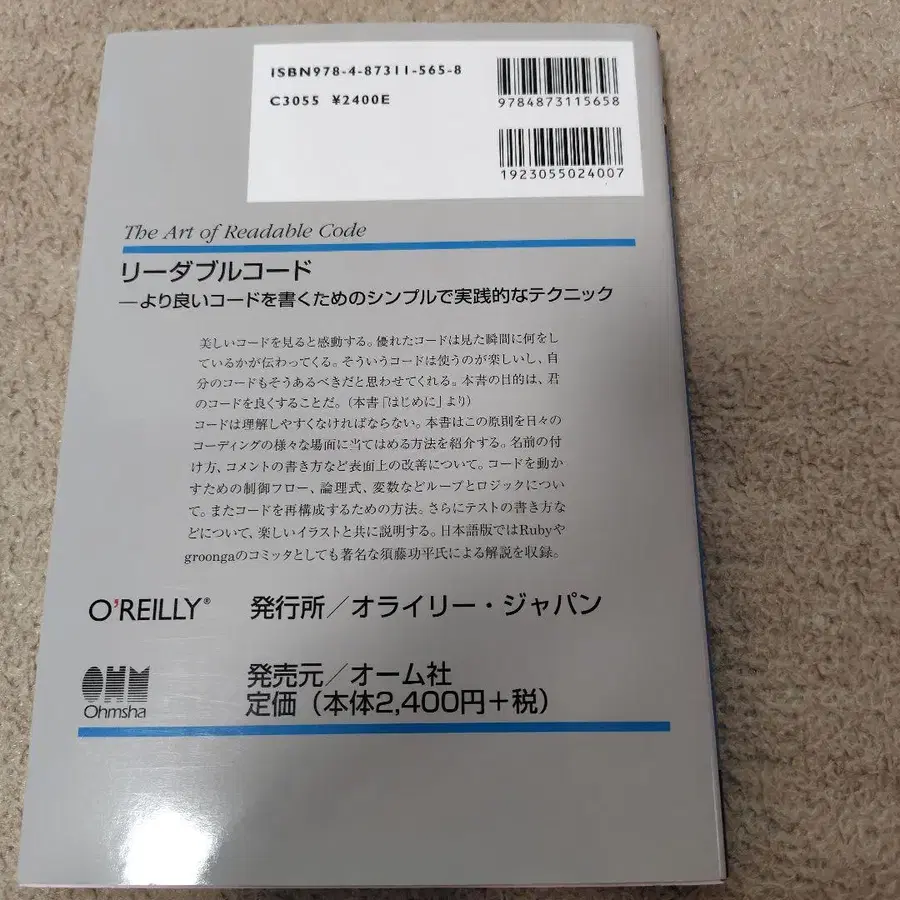 ISBN978-4-87311-565-8
C3055 ¥2400E
9784873115658
1923055024007
The Art of Readable Code
リーダブルコード
―より良いコードを書くためのシンプルで実践的なテクニック
美しいコードを見ると感動する。優れたコードは見た瞬間に何をし
ているかが伝わってくる。そういうコードは使うのが楽しいし、自
分のコードもそうあるべきだと思わせてくれる。本書の目的は、君
のコードを良くすることだ。(本書「はじめに」より)
コードは理解しやすくなければならない。本書はこの原則を日々の
コーディングの様々な場面に当てはめる方法を紹介する。名前の付
け方、コメントの書き方など表面上の改善について。コードを動か
すための制御フロー、論理式、変数などループとロジックについ
て。またコードを再構成するための方法。さらにテストの書き方な
どについて、楽しいイラストと共に説明する。日本語版ではRubyや
groongaのコミッタとしても著名な須藤功平氏による解説を収録。
O'REILLY® 発行所/オライリー・ジャパン
OHM
Ohmsha
発売元/オーム社
定価(本体2,400円+税)